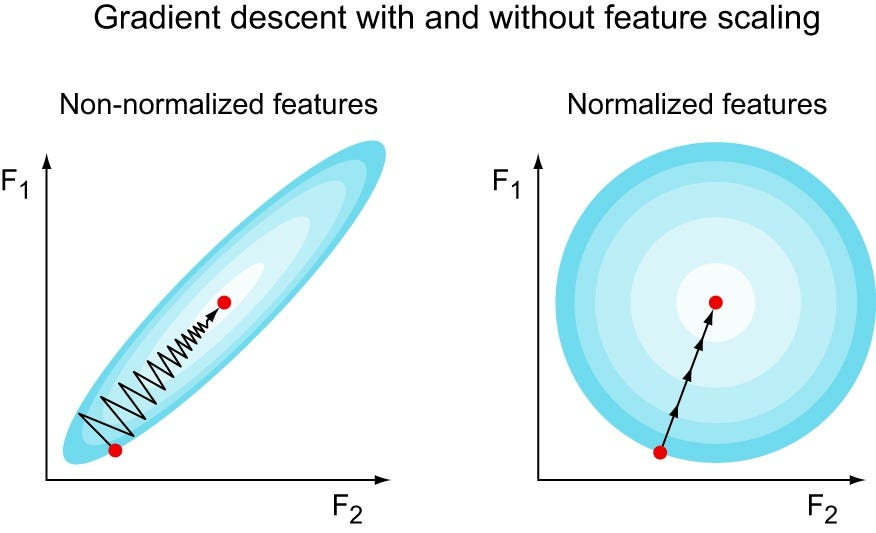 Gradient descent with and without feature scaling
Non-normalized features
Normalized features
F1
F2
F1
F2